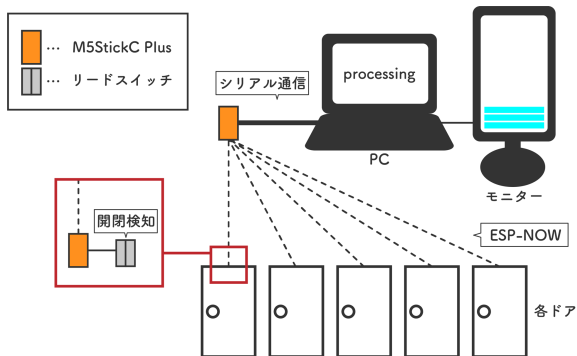 … M5StickC Plus
… リードスイッチ
シリアル通信
processing
PC
モニター
開閉検知
ESP-NOW
各ドア